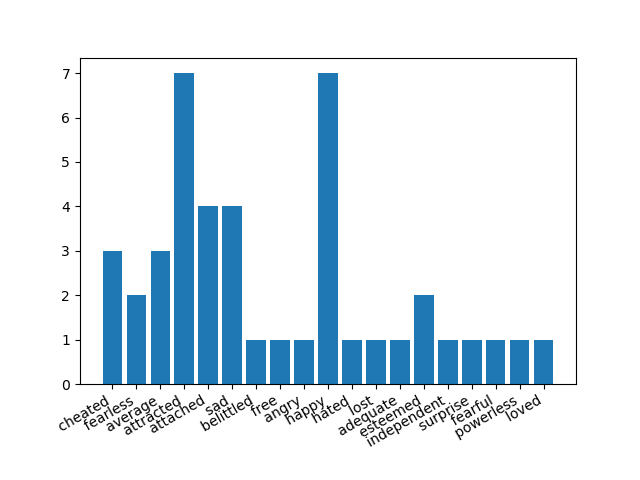 7
6
5
4
3
2
1
0
cheated
fearless
average
attracted
attached
sad
belittled
free
angry
happy
hated
lost
adequate
esteemed
independent
surprise
fearful
powerless
loved